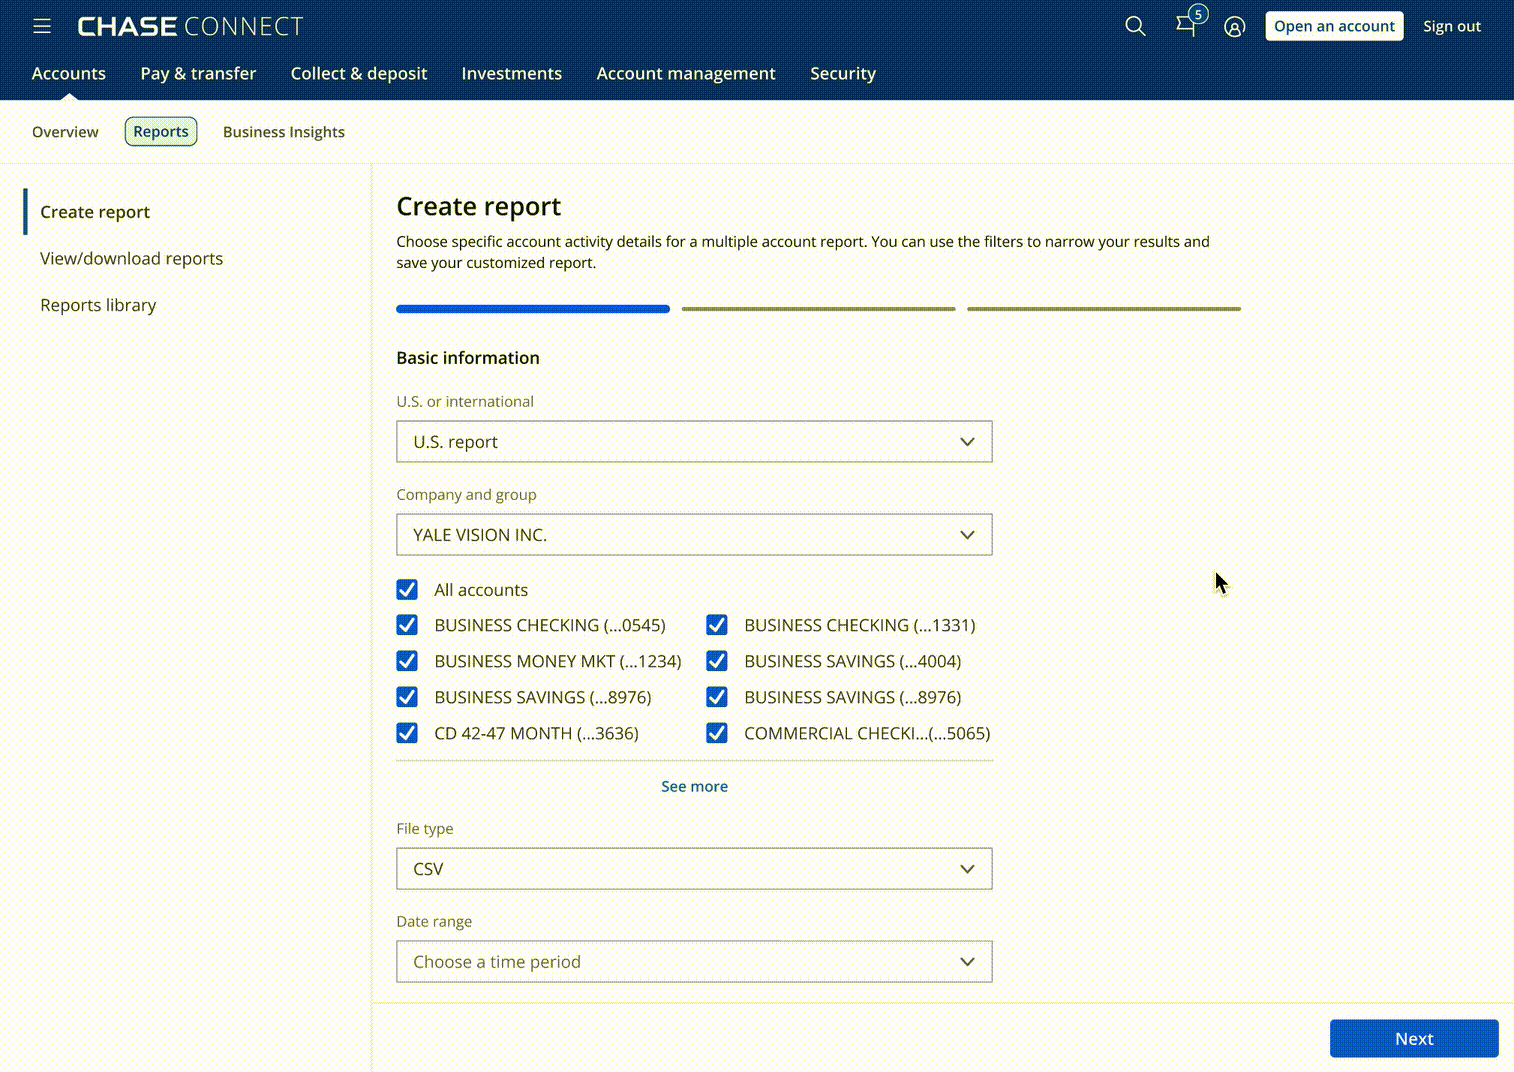 CHASE CONNECT
5
Open an account
Sign out
Accounts
Pay & transfer
Collect & deposit
Investments
Account management
Security
Overview
Reports
Business Insights
Create report
View/download reports
Reports library
Create report
Choose specific account activity details for a multiple account report. You can use the filters to narrow your results and
save your customized report.
Basic information
U.S. or international
U.S. report
Company and group
YALE VISION INC.
All accounts
BUSINESS CHECKING (...0545)
BUSINESS CHECKING (...1331)
BUSINESS MONEY MKT (...1234)
BUSINESS SAVINGS (...4004)
BUSINESS SAVINGS (...8976)
BUSINESS SAVINGS (...8976)
CD 42-47 MONTH (...3636)
COMMERCIAL CHECKI...(...5065)
See more
File type
CSV
Date range
Choose a time period
Next